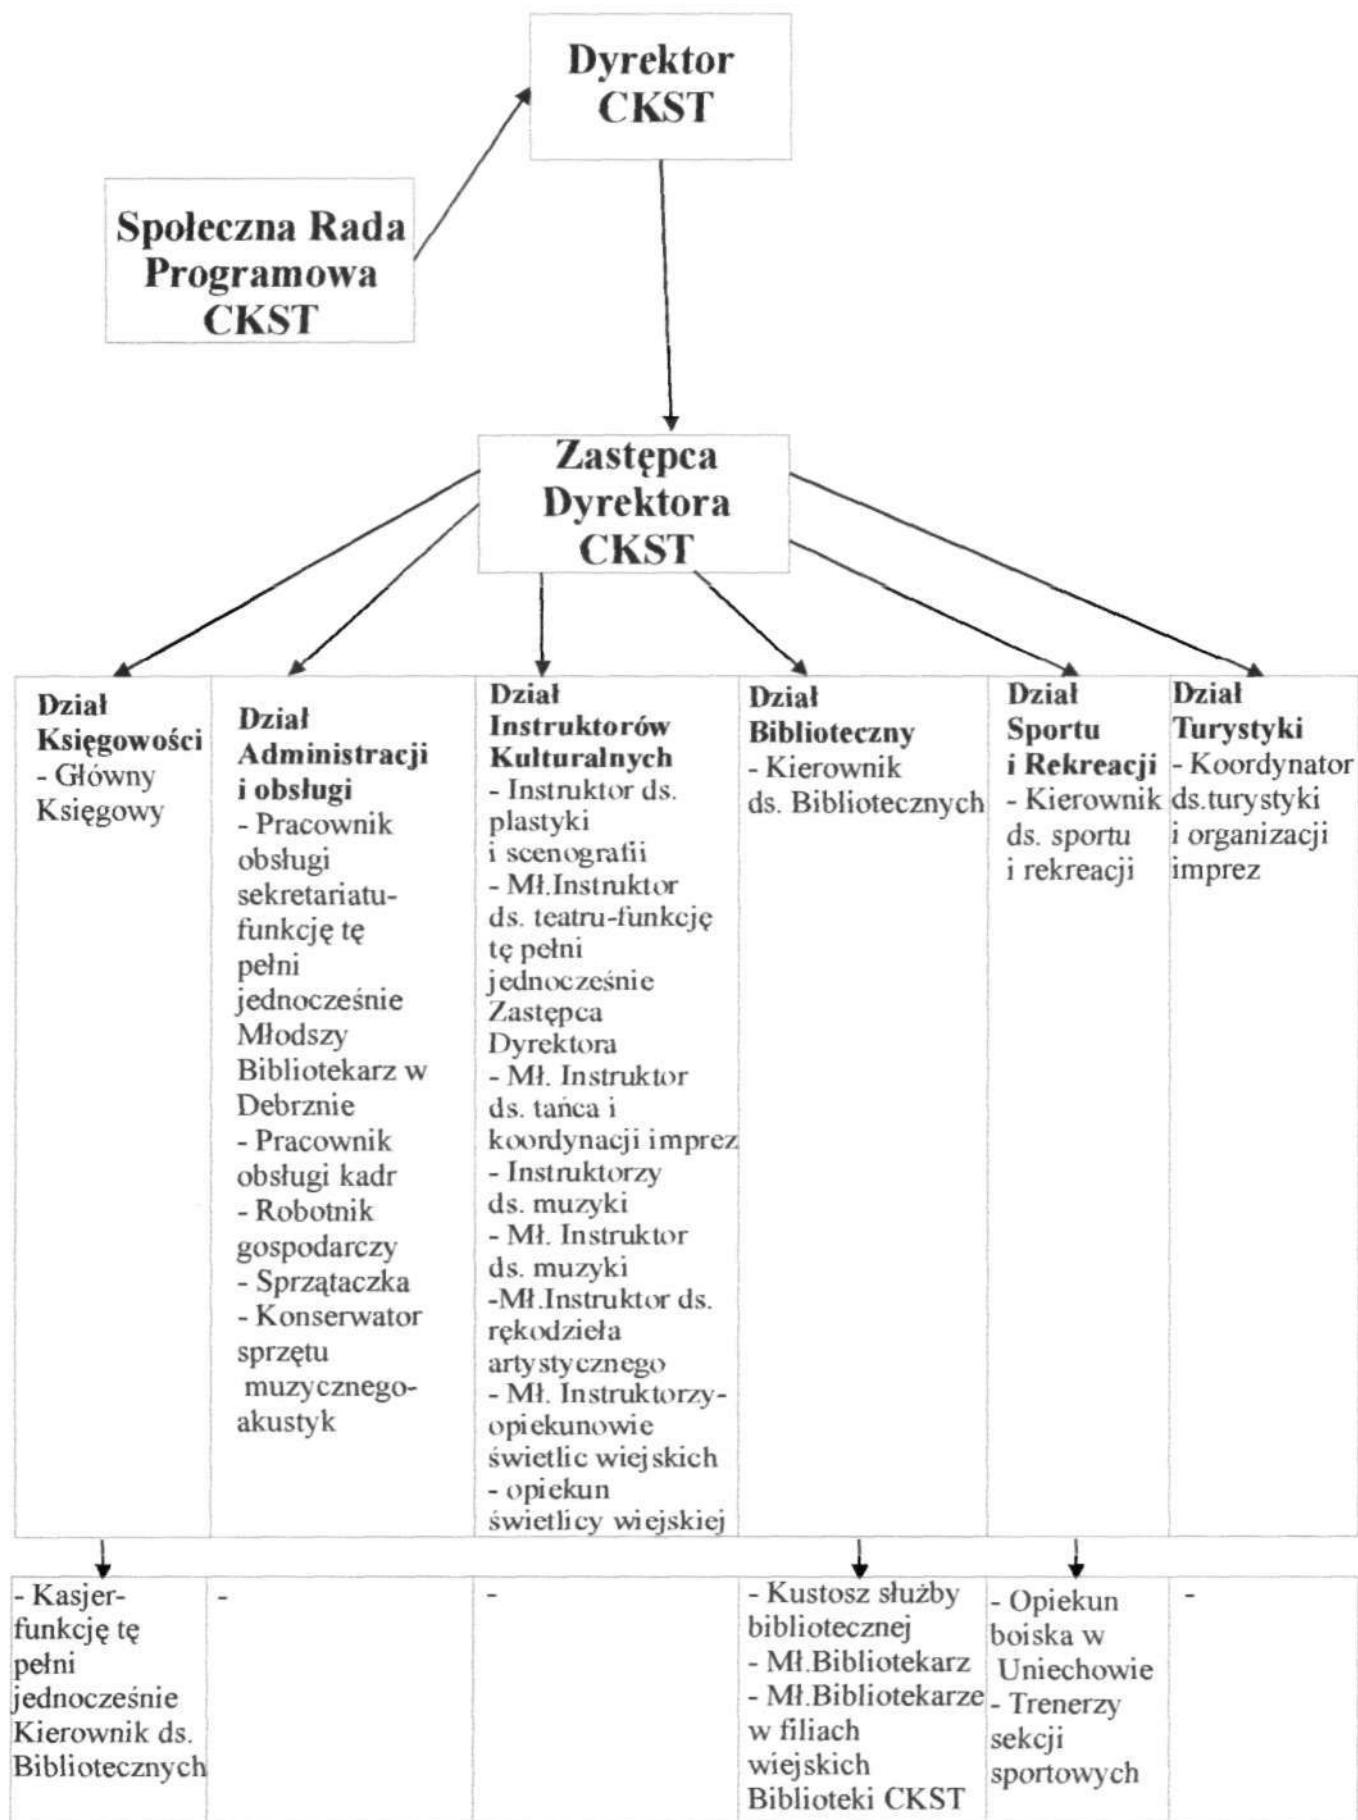 Dyrektor
CKST
Społeczna Rada
Programowa
CKST
Zastępca
Dyrektora
CKST
Dział
Księgowości
- Główny
Księgowy
Dział
Administracji
i obsługi
- Pracownik
obsługi
sekretariatu-
funkcję tę
pełni
jednocześnie
Młodszy
Bibliotekarz w
Debrznie
- Pracownik
obsługi kadr
- Robotnik
gospodarczy
- Sprzątaczka
- Konserwator
sprzętu
muzycznego-
akustyk
Dział
Instruktorów
Kulturalnych
- Instruktor ds.
plastyki
i scenografii
- Mł.Instruktor
ds. teatru-funkcję
tę pełni
jednocześnie
Zastępca
Dyrektora
- Mł. Instruktor
ds. tańca i
koordynacji imprez
- Instruktorzy
ds. muzyki
- Mł. Instruktor
ds. muzyki
-Mł.Instruktor ds.
rękodzieła
artystycznego
- Mł. Instruktorzy-
opiekunowie
świetlic wiejskich
- opiekun
świetlicy wiejskiej
Dział
Biblioteczny
- Kierownik
ds. Bibliotecznych
Dział
Sportu
i Rekreacji
- Kierownik
ds. sportu
i rekreacji
Dział
Turystyki
- Koordynator
ds.turystyki
i organizacji
imprez
- Kasjer-
funkcję tę
pełni
jednocześnie
Kierownik ds.
Bibliotecznych
-
-
- Kustosz służby
bibliotecznej
- Mł.Bibliotekarz
- Mł.Bibliotekarze
w filiach
wiejskich
Biblioteki CKST
- Opiekun
boiska w
Uniechowie
- Trenerzy
sekcji
sportowych
-